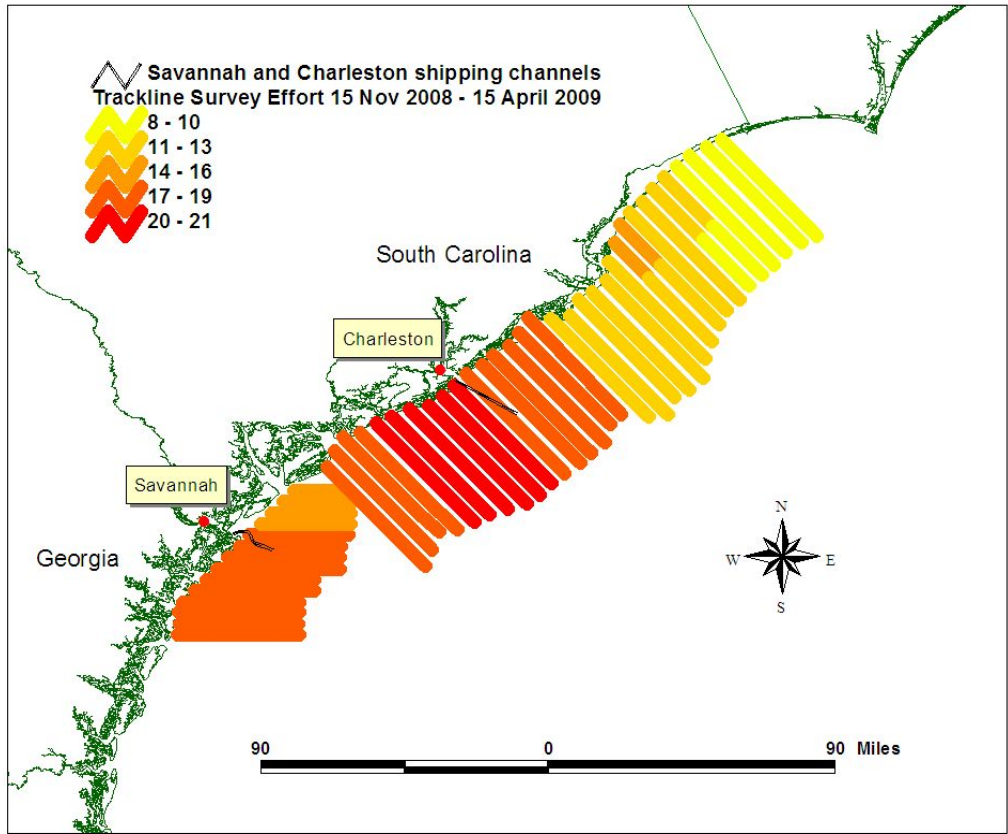 Savannah and Charleston shipping channels
Trackline Survey Effort 15 Nov 2008 - 15 April 2009
8 - 10
11 - 13
14 - 16
17 - 19
20 - 21
South Carolina
Charleston
Savannah
Georgia
N
W E
S
90 0 90 Miles